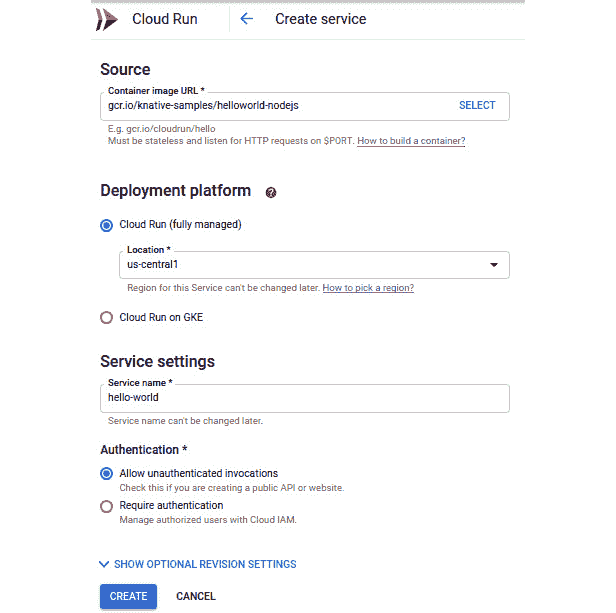 Cloud Run
Create service
Source
Container image URL *
gcr.io/knative-samples/helloworld-nodejs
SELECT
E.g. gcr.io/cloudrun/hello
Must be stateless and listen for HTTP requests on $PORT. How to build a container?
Deployment platform
Cloud Run (fully managed)
Location *
us-central1
Region for this Service can't be changed later. How to pick a region?
Cloud Run on GKE
Service settings
Service name *
hello-world
Service name can't be changed later.
Authentication *
Allow unauthenticated invocations
Check this if you are creating a public API or website.
Require authentication
Manage authorized users with Cloud IAM.
SHOW OPTIONAL REVISION SETTINGS
CREATE
CANCEL